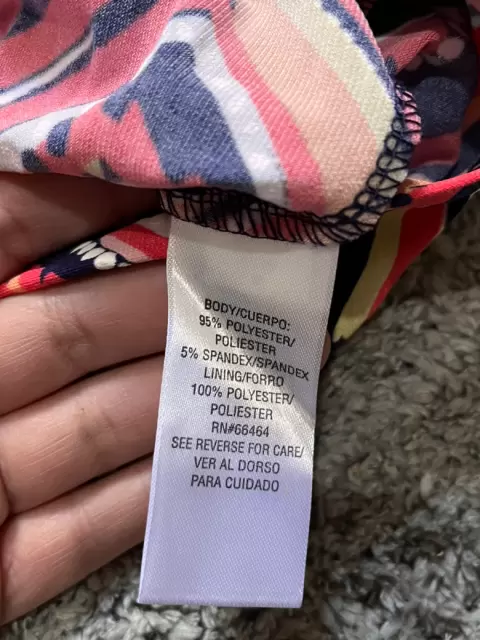 BODY/CUERPO:
95% POLYESTER/
POLIESTER
5% SPANDEX/SPANDEX
LINING/FORRO
100% POLYESTER/
POLIESTER
RN#66464
SEE REVERSE FOR CARE/
VER AL DORSO
PARA CUIDADO